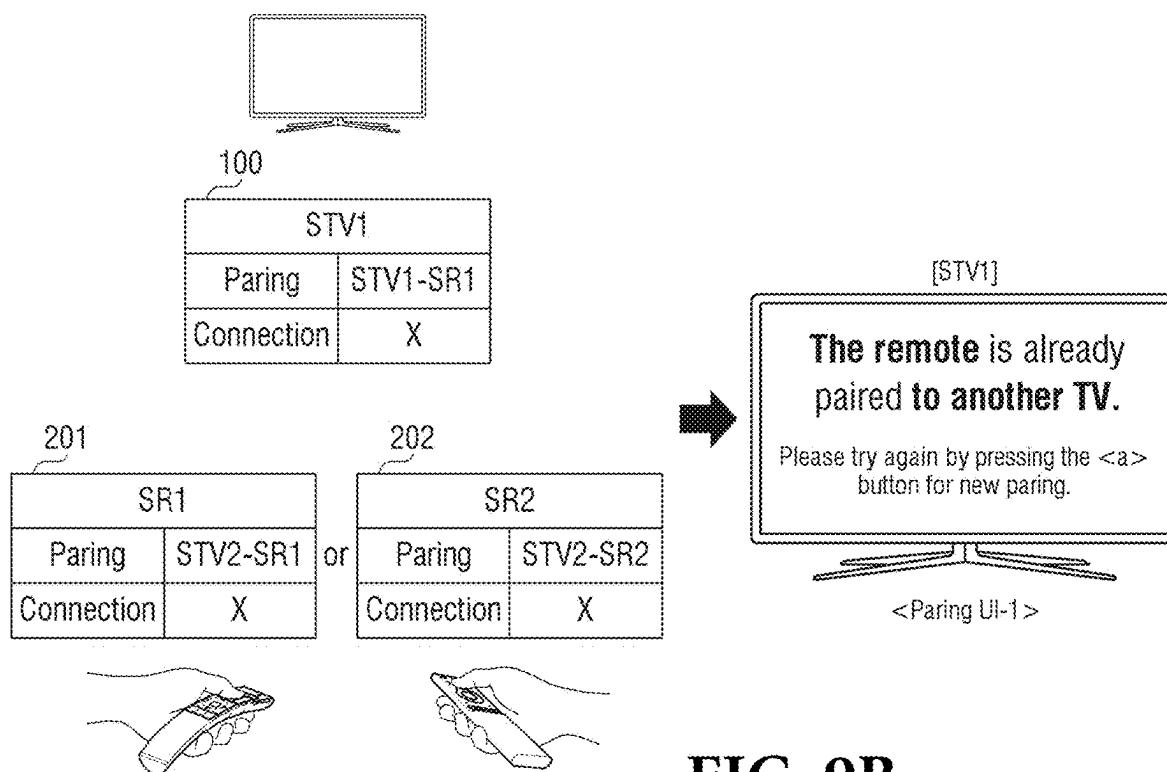 100
STV1
Paring STV1-SR1
Connection X
201
SR1
Paring STV2-SR1
Connection X
or
202
SR2
Paring STV2-SR2
Connection X
[STV1]
The remote is already
paired to another TV.
Please try again by pressing the <a>
button for new paring.
<Paring UI-1>
FIG. 9B